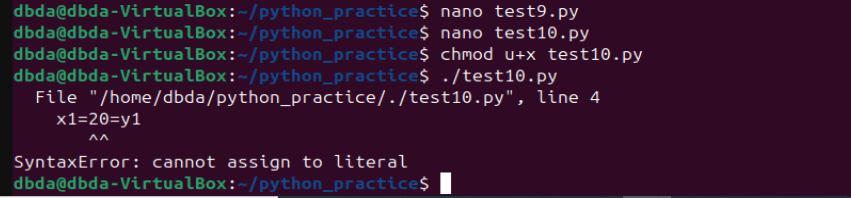 dbda@dbda-VirtualBox:~/python_practice$ nano test9.py
dbda@dbda-VirtualBox:~/python_practice$ nano test10.py
dbda@dbda-VirtualBox:~/python_practice$ chmod u+x test10.py
dbda@dbda-VirtualBox:~/python_practice$ ./test10.py
  File "/home/dbda/python_practice/./test10.py", line 4
    x1=20=y1
       ^^
SyntaxError: cannot assign to literal
dbda@dbda-VirtualBox:~/python_practice$